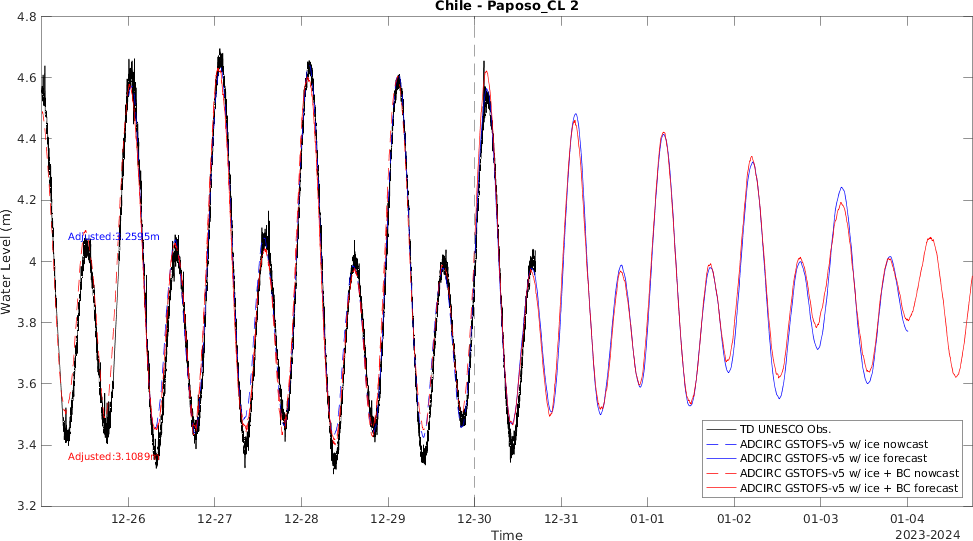 Chile - Paposo_CL 2
4.8
4.6
4.4
4.2
4
3.8
3.6
3.4
3.2
Water Level (m)
Adjusted:3.2595m
Adjusted:3.1089m
TD UNESCO Obs.
ADCIRC GSTOFS-v5 w/ ice nowcast
ADCIRC GSTOFS-v5 w/ ice forecast
ADCIRC GSTOFS-v5 w/ ice + BC nowcast
ADCIRC GSTOFS-v5 w/ ice + BC forecast
12-26 12-27 12-28 12-29 12-30 12-31 01-01 01-02 01-03 01-04
Time
2023-2024